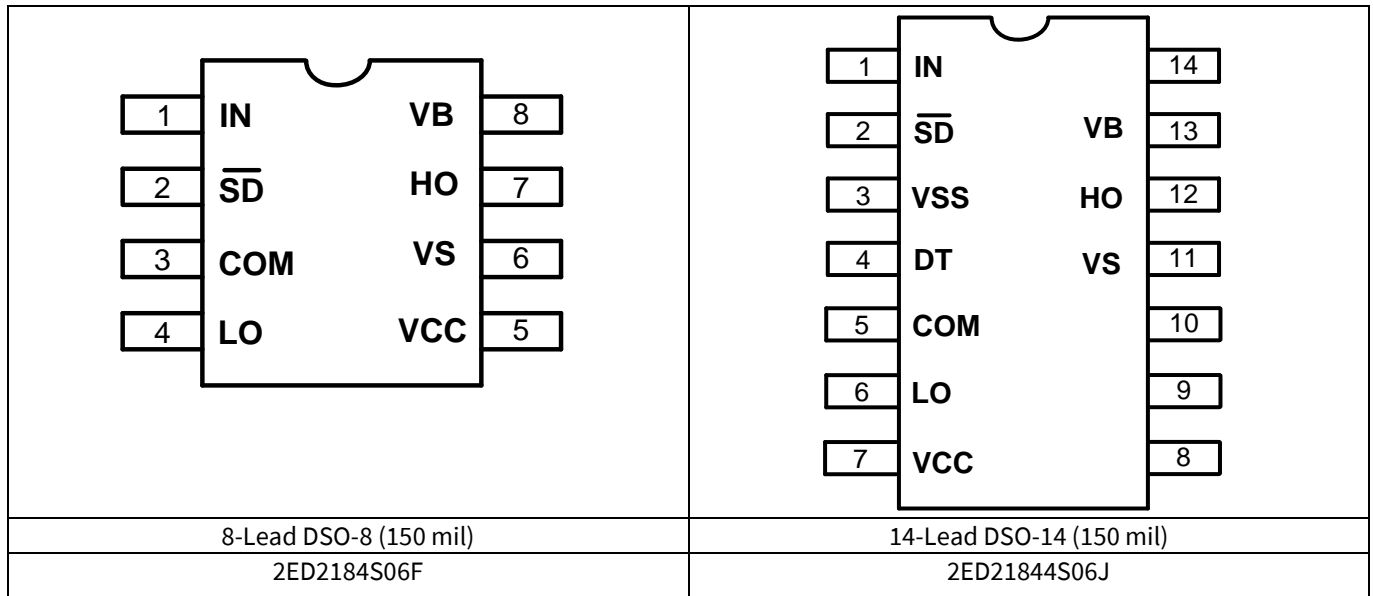 1 IN VB 8
2 SD HO 7
3 COM VS 6
4 LO VCC 5
8-Lead DSO-8 (150 mil)
2ED2184S06F
1 IN 14
2 SD VB 13
3 VSS HO 12
4 DT VS 11
5 COM 10
6 LO 9
7 VCC 8
14-Lead DSO-14 (150 mil)
2ED21844S06J